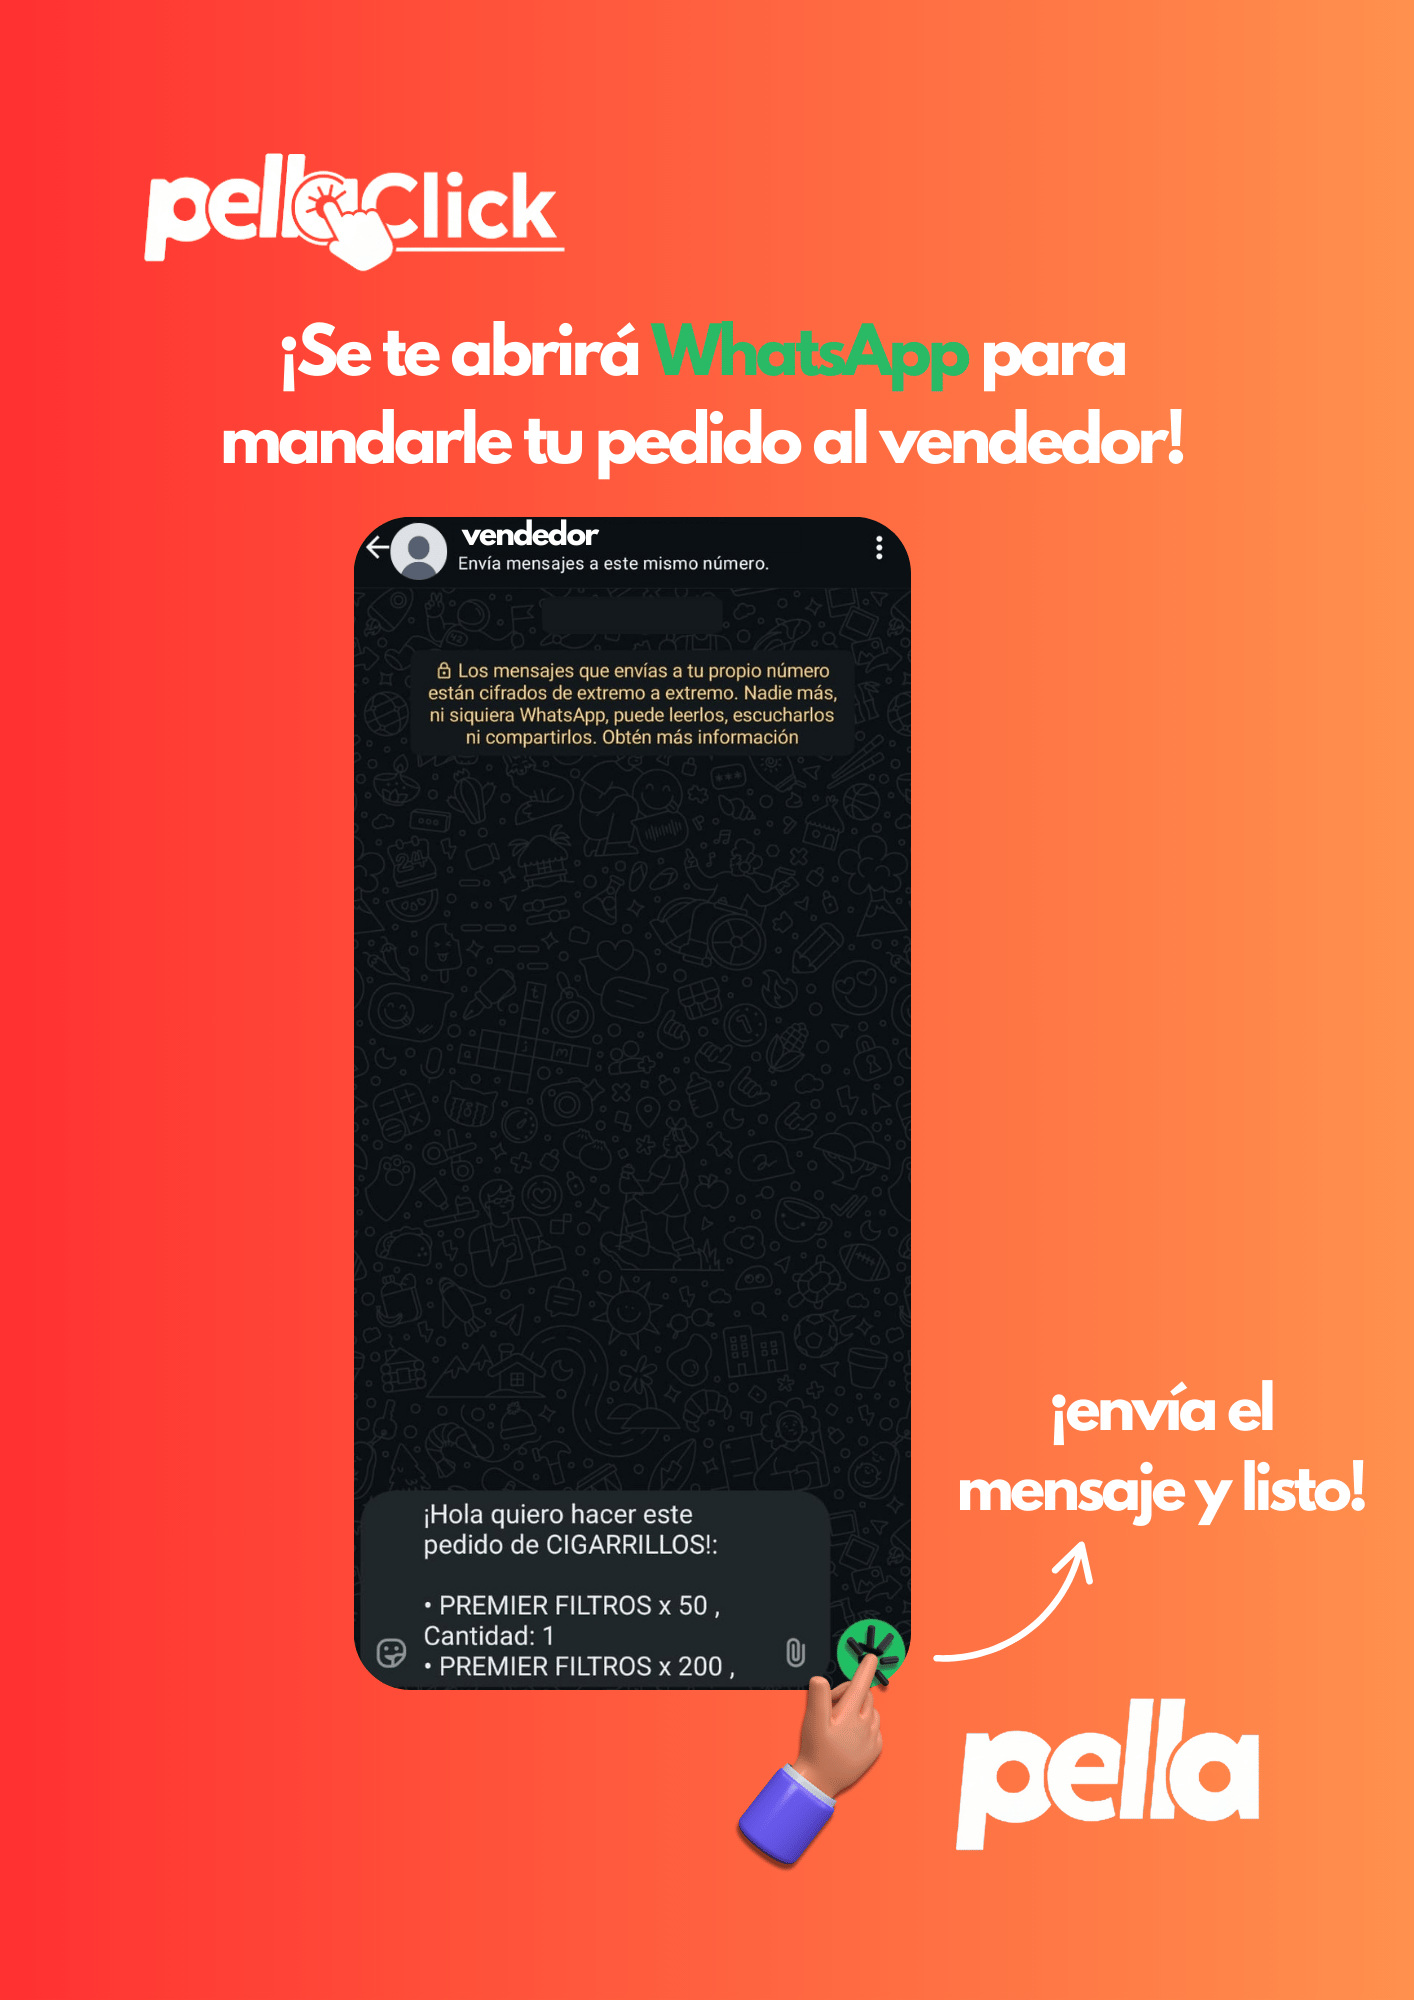 pellaClick
¡Se te abrirá WhatsApp para
mandarle tu pedido al vendedor!
vendedor
Envía mensajes a este mismo número.
Los mensajes que envías a tu propio número
están cifrados de extremo a extremo. Nadie más,
ni siquiera WhatsApp, puede leerlos, escucharlos
ni compartirlos. Obtén más información
¡envía el
mensaje y listo!
¡Hola quiero hacer este
pedido de CIGARRILLOS!:
• PREMIER FILTROS x 50 ,
Cantidad: 1
• PREMIER FILTROS x 200 ,
pella